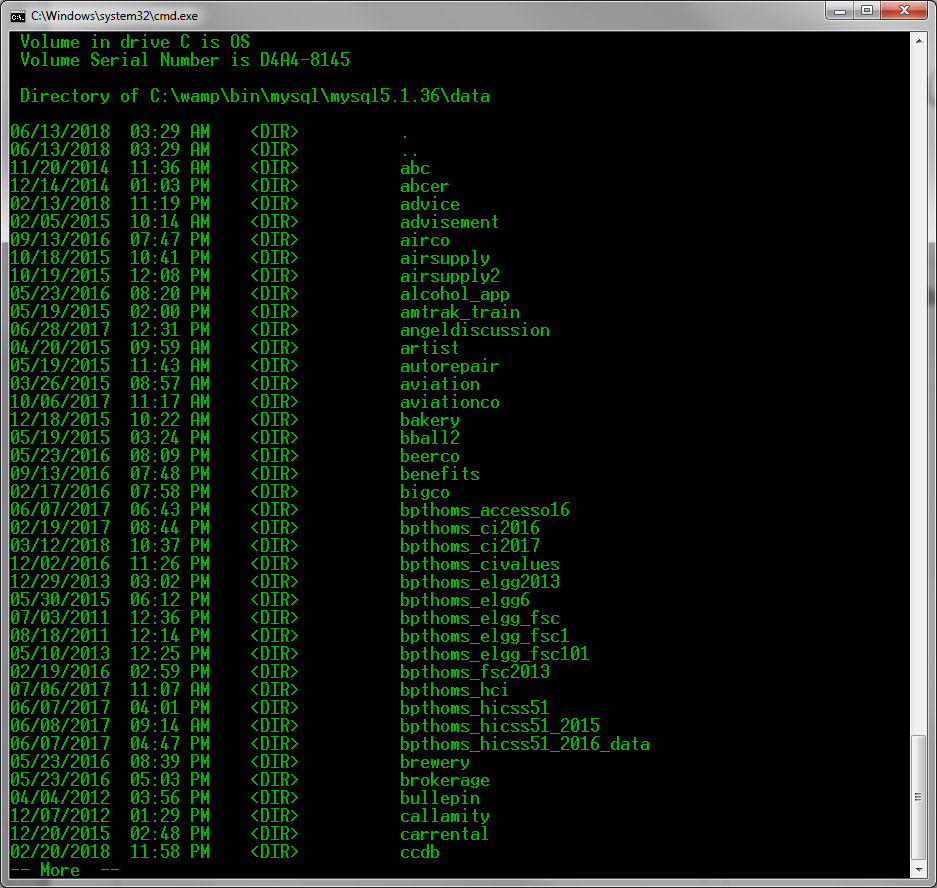 C:\Windows\system32\cmd.exe
Volume in drive C is OS
Volume Serial Number is D4A4-8145
Directory of C:\wamp\bin\mysql\mysql5.1.36\data
06/13/2018  03:29 AM    <DIR>          .
06/13/2018  03:29 AM    <DIR>          ..
11/20/2014  11:36 AM    <DIR>          abc
12/14/2014  01:03 PM    <DIR>          abcer
02/13/2018  11:19 PM    <DIR>          advice
02/05/2015  10:14 AM    <DIR>          advisement
09/13/2016  07:47 PM    <DIR>          airco
10/18/2015  10:41 PM    <DIR>          airsupply
10/19/2015  12:08 PM    <DIR>          airsupply2
05/23/2016  08:20 PM    <DIR>          alcohol_app
05/19/2015  02:00 PM    <DIR>          amtrak_train
06/28/2017  12:31 PM    <DIR>          angeldiscussion
04/20/2015  09:59 AM    <DIR>          artist
05/19/2015  11:43 AM    <DIR>          autorepair
03/26/2015  08:57 AM    <DIR>          aviation
10/06/2017  11:17 AM    <DIR>          aviationco
12/18/2015  10:22 AM    <DIR>          bakery
05/19/2015  03:24 PM    <DIR>          bball2
05/23/2016  08:09 PM    <DIR>          beerco
09/13/2016  07:48 PM    <DIR>          benefits
02/17/2016  07:58 PM    <DIR>          bigco
06/07/2017  06:43 PM    <DIR>          bpthoms_accesso16
02/19/2016  08:44 PM    <DIR>          bpthoms_ci2016
03/12/2018  10:37 PM    <DIR>          bpthoms_ci2017
12/02/2016  11:26 PM    <DIR>          bpthoms_civalues
12/29/2013  03:02 PM    <DIR>          bpthoms_elgg2013
05/30/2015  06:12 PM    <DIR>          bpthoms_elgg6
07/03/2011  12:36 PM    <DIR>          bpthoms_elgg_fsc
08/18/2011  12:14 PM    <DIR>          bpthoms_elgg_fsc1
05/10/2013  12:25 PM    <DIR>          bpthoms_elgg_fsc101
02/19/2016  02:59 PM    <DIR>          bpthoms_fsc2013
07/06/2017  11:07 AM    <DIR>          bpthoms_hci
06/07/2017  04:01 PM    <DIR>          bpthoms_hicss51
06/08/2017  09:14 AM    <DIR>          bpthoms_hicss51_2015
06/07/2017  04:47 PM    <DIR>          bpthoms_hicss51_2016_data
05/23/2016  08:39 PM    <DIR>          brewery
05/23/2016  05:03 PM    <DIR>          brokerage
04/04/2012  03:56 PM    <DIR>          bullepin
12/07/2012  01:29 PM    <DIR>          callamity
12/20/2015  02:48 PM    <DIR>          carrental
02/20/2018  11:58 PM    <DIR>          ccdb
-- More  --